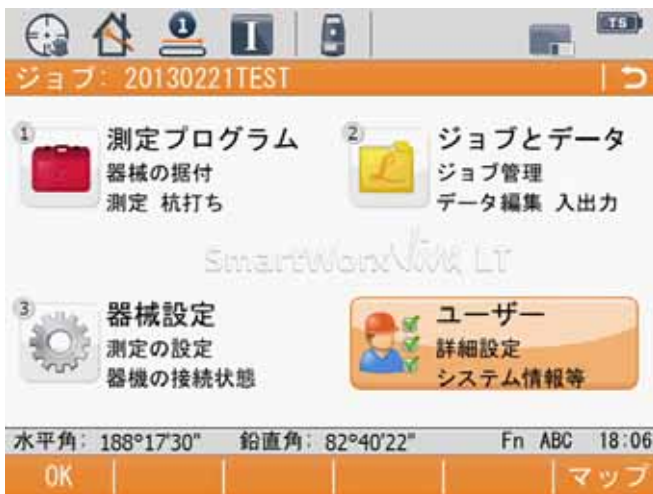 1
I
TS
ジョブ: 20130221TEST
1
測定プログラム
器械の据付
測定 杭打ち
2
ジョブとデータ
ジョブ管理
データ編集 入出力
SmartWorx Viva LT
3
器械設定
測定の設定
器機の接続状態
ユーザー
詳細設定
システム情報等
水平角: 188°17'30" 鉛直角: 82°40'22" Fn ABC 18:06
OK マップ